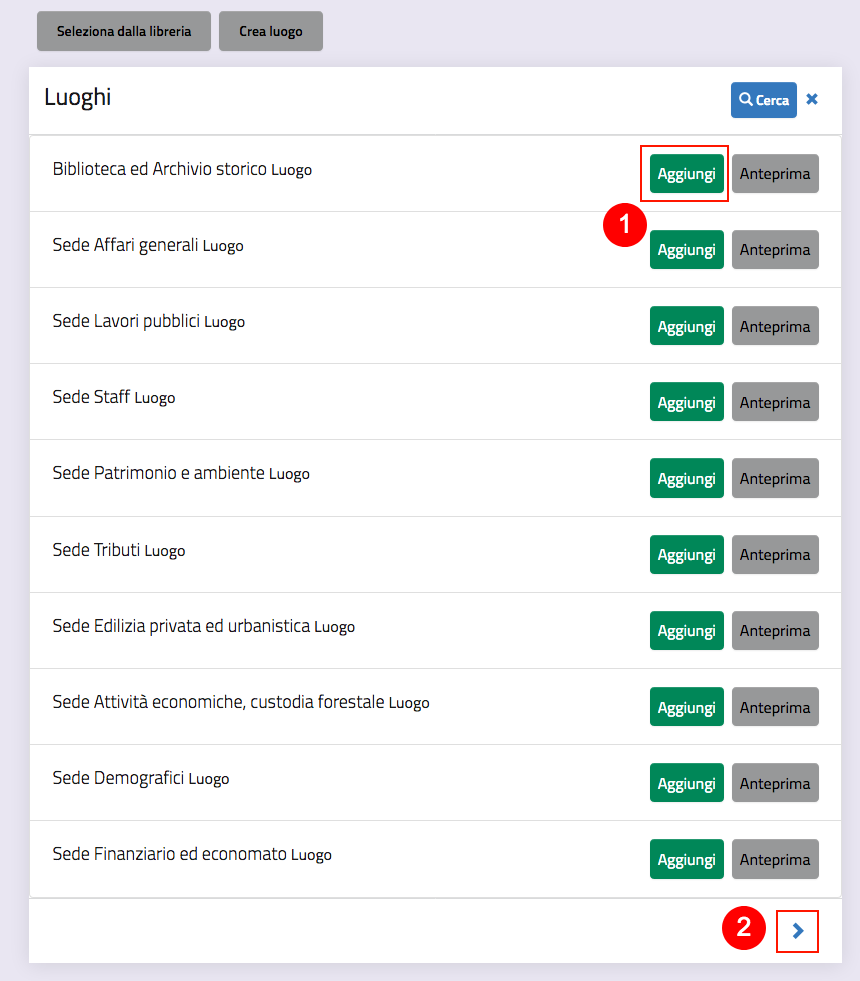 Seleziona dalla libreria Crea luogo
Luoghi Cerca
Biblioteca ed Archivio storico Luogo Aggiungi Anteprima
1
Sede Affari generali Luogo Aggiungi Anteprima
Sede Lavori pubblici Luogo Aggiungi Anteprima
Sede Staff Luogo Aggiungi Anteprima
Sede Patrimonio e ambiente Luogo Aggiungi Anteprima
Sede Tributi Luogo Aggiungi Anteprima
Sede Edilizia privata ed urbanistica Luogo Aggiungi Anteprima
Sede Attività economiche, custodia forestale Luogo Aggiungi Anteprima
Sede Demografici Luogo Aggiungi Anteprima
Sede Finanziario ed economato Luogo Aggiungi Anteprima
2